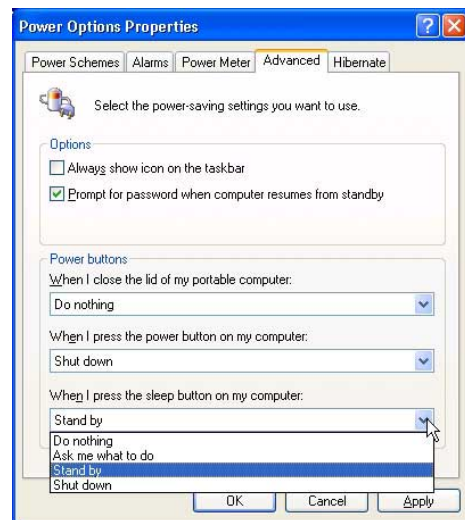 Power Options Properties
Power Schemes Alarms Power Meter Advanced Hibernate
Select the power-saving settings you want to use.
Options
Always show icon on the taskbar
Prompt for password when computer resumes from standby
Power buttons
When I close the lid of my portable computer:
Do nothing
When I press the power button on my computer:
Shut down
When I press the sleep button on my computer:
Stand by
Do nothing
Ask me what to do
Stand by
Shut down
OK Cancel Apply